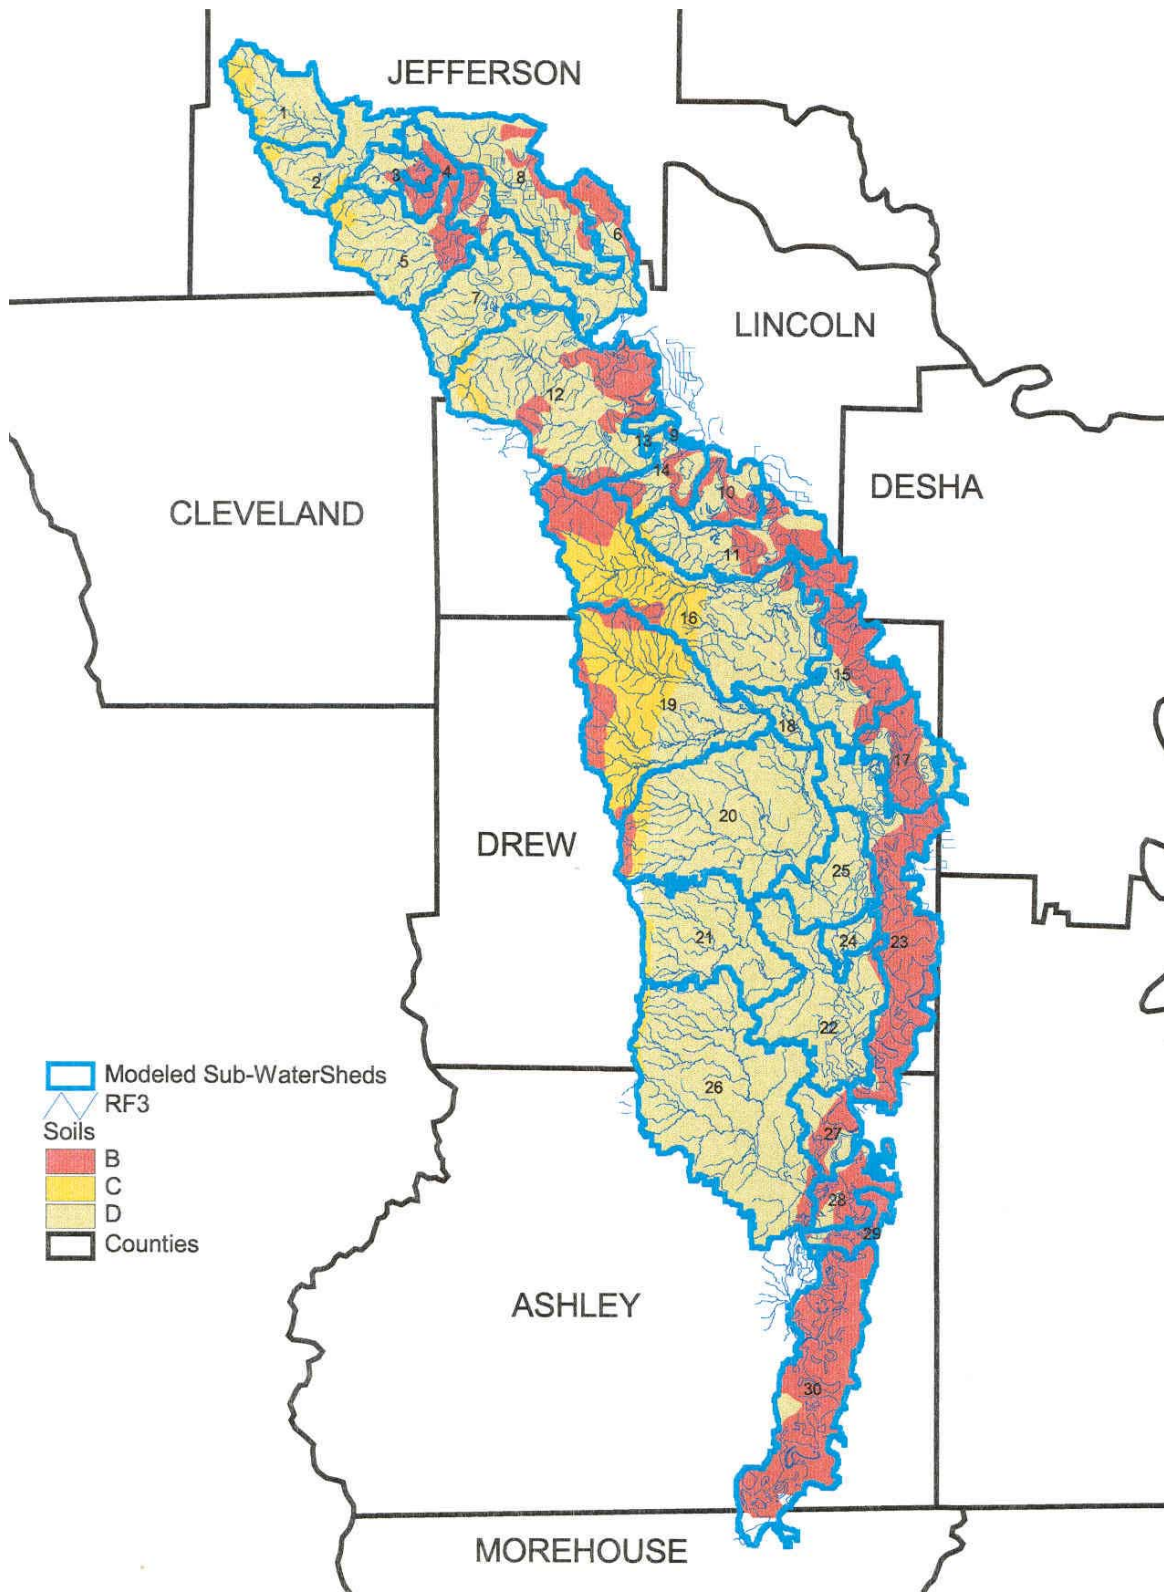 JEFFERSON
1
2
3
4
8
6
5
7
LINCOLN
12
13
9
14
10
DESHA
CLEVELAND
11
16
15
19
18
17
20
DREW
25
21
24
23
22
Modeled Sub-WaterSheds
RF3
Soils
B
C
D
Counties
26
27
28
29
ASHLEY
30
MOREHOUSE